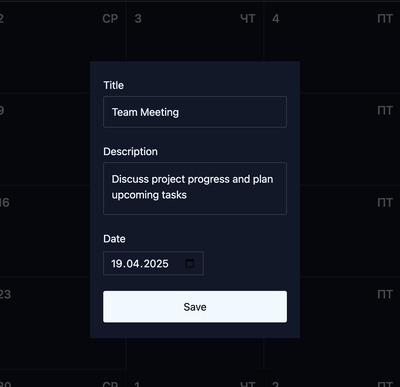 2 СР 3 ЧТ 4 ПТ
Title
Team Meeting
9 ПТ
Description
Discuss project progress and plan
upcoming tasks
16 ПТ
Date
19.04.2025
23 ПТ
Save
30 СР 1 ЧТ 2 ПТ